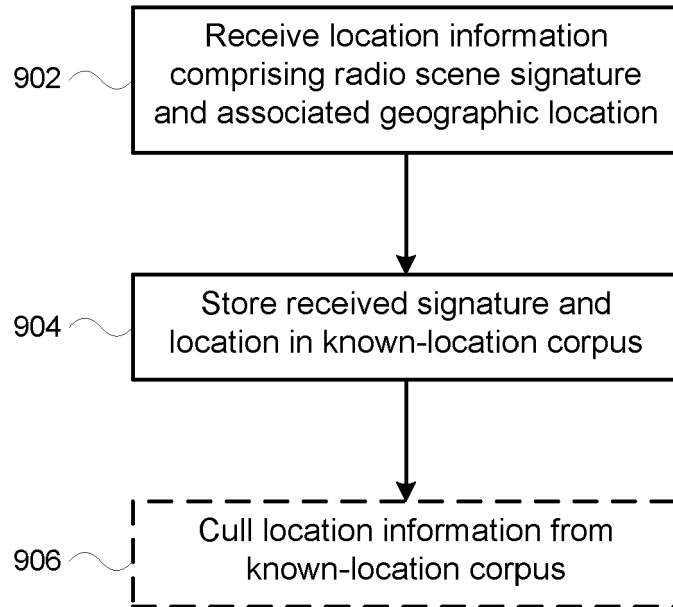 Receive location information
902
comprising radio scene signature
and associated geographic location
Store received signature and
904
location in known-location corpus
Cull location information from
906
known-location corpus